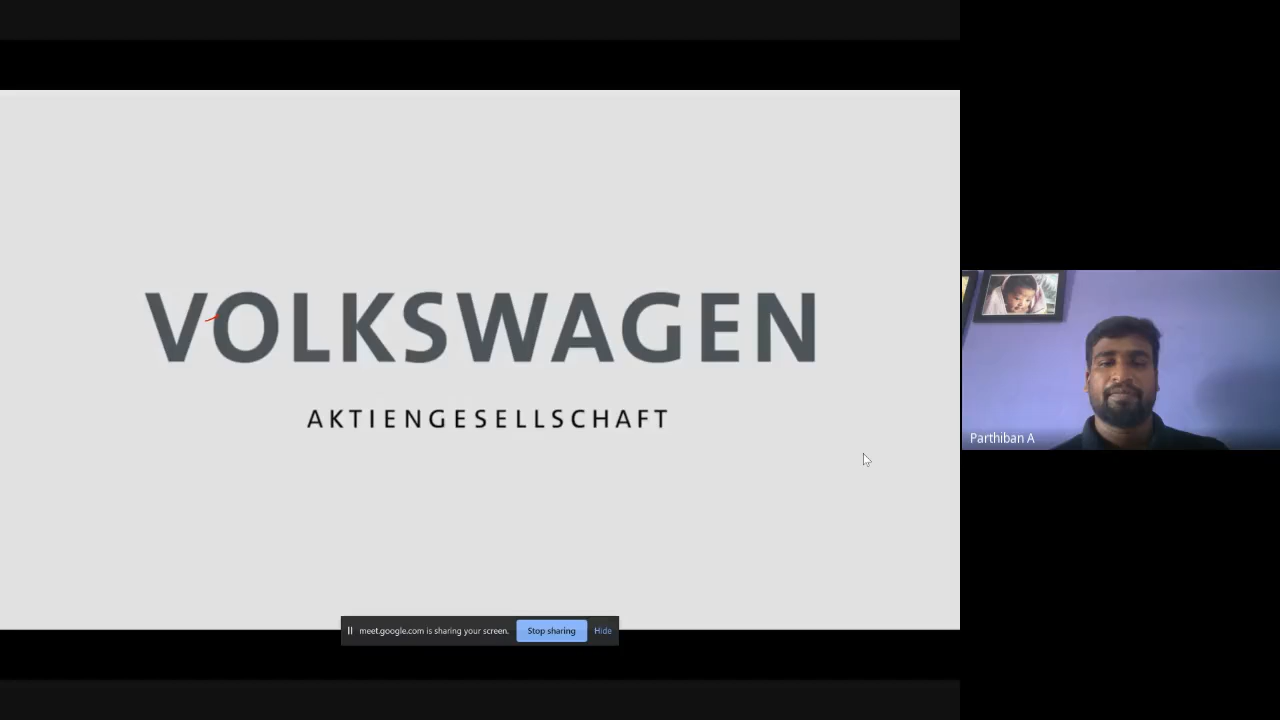 VOLKSWAGEN
AKTIENGESELLSCHAFT
Parthiban A
meet.google.com is sharing your screen. Stop sharing Hide